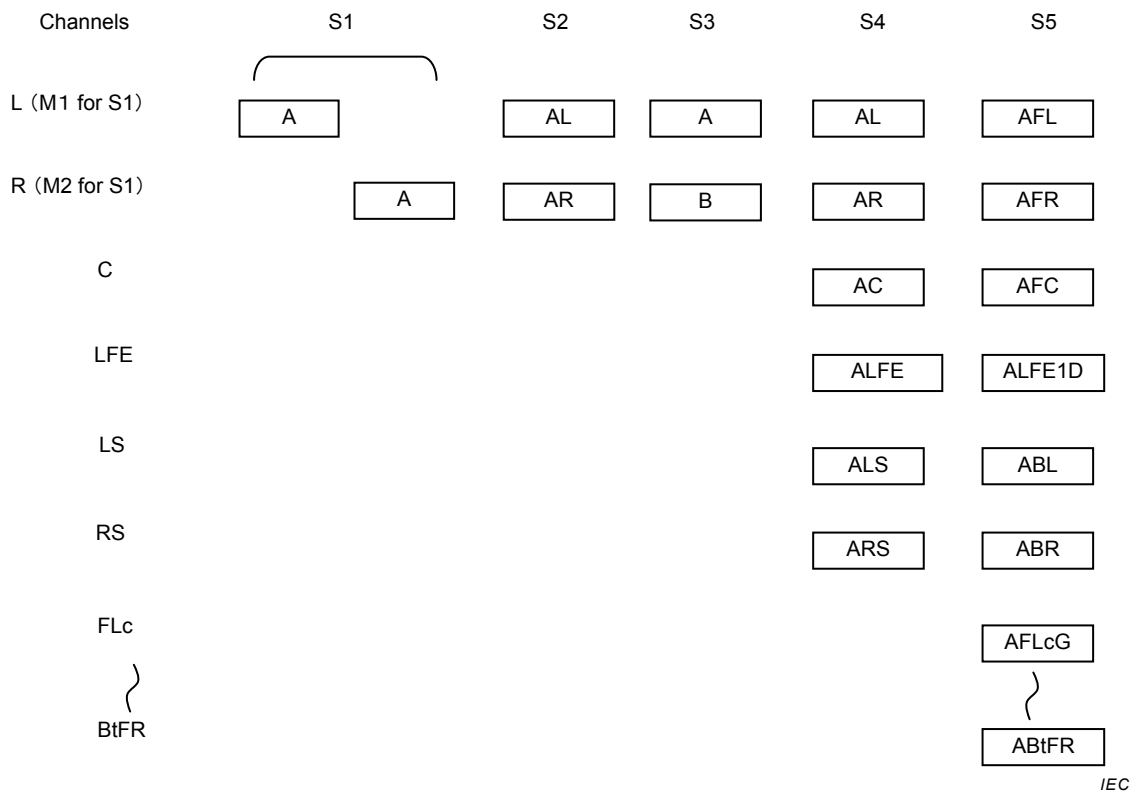 Channels S1 S2 S3 S4 S5
L (M1 for S1) A AL A AL AFL
R (M2 for S1) A AR B AR AFR
C AC AFC
LFE ALFE ALFE1D
LS ALS ABL
RS ARS ABR
FLc AFLcG
BtFR ABtFR
IEC